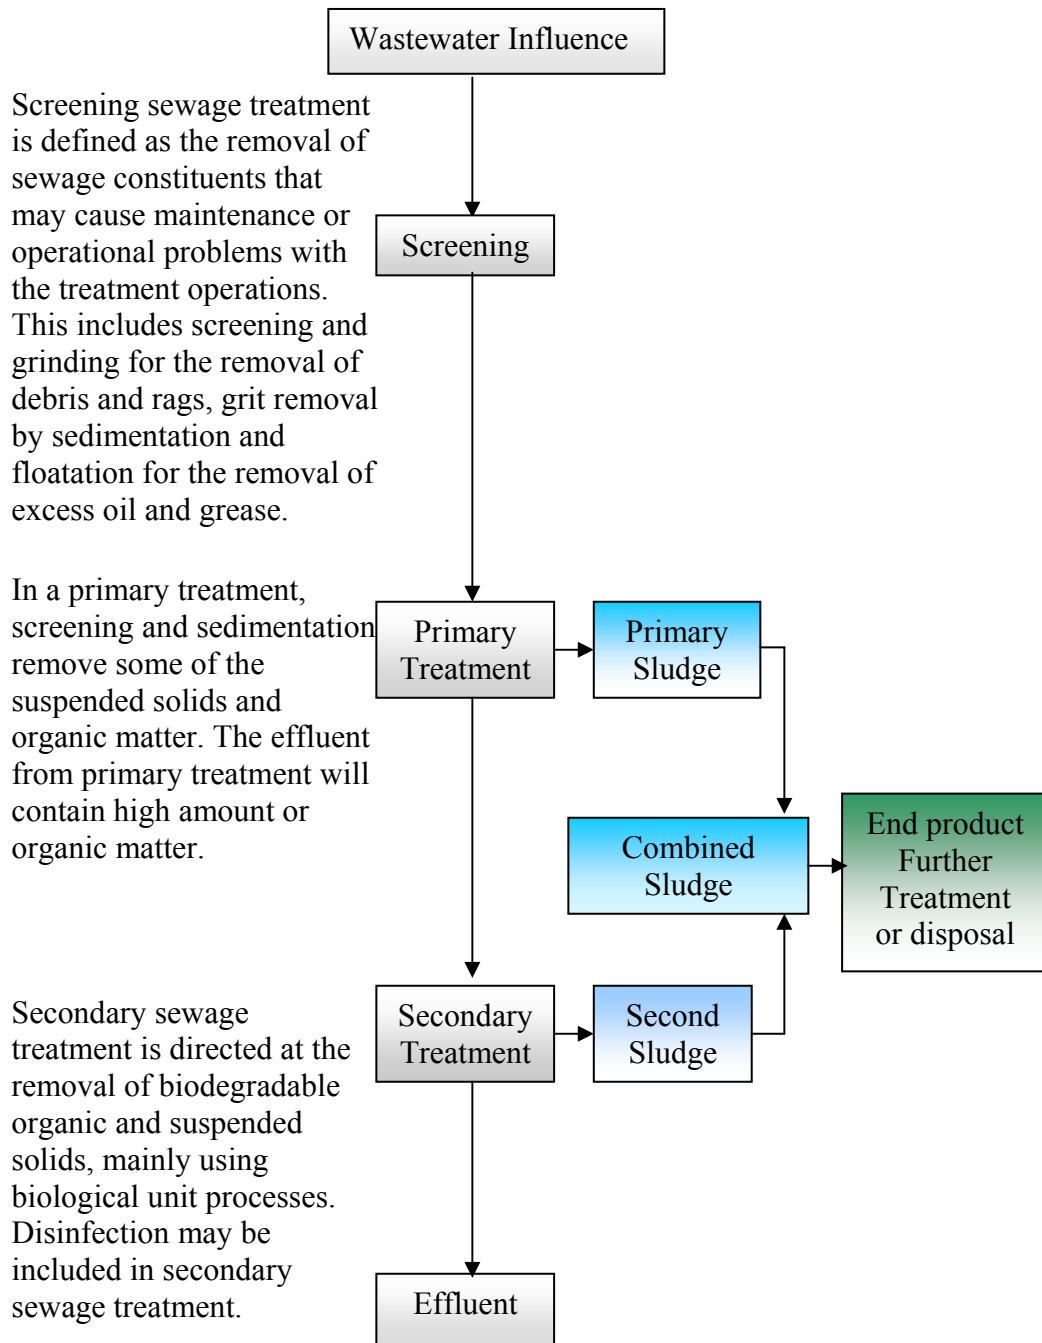 Wastewater Influence
Screening sewage treatment
is defined as the removal of
sewage constituents that
may cause maintenance or
operational problems with
the treatment operations.
This includes screening and
grinding for the removal of
debris and rags, grit removal
by sedimentation and
floatation for the removal of
excess oil and grease.
Screening
In a primary treatment,
screening and sedimentation
remove some of the
suspended solids and
organic matter. The effluent
from primary treatment will
contain high amount or
organic matter.
Primary
Treatment
Primary
Sludge
Combined
Sludge
End product
Further
Treatment
or disposal
Secondary sewage
treatment is directed at the
removal of biodegradable
organic and suspended
solids, mainly using
biological unit processes.
Disinfection may be
included in secondary
sewage treatment.
Secondary
Treatment
Second
Sludge
Effluent